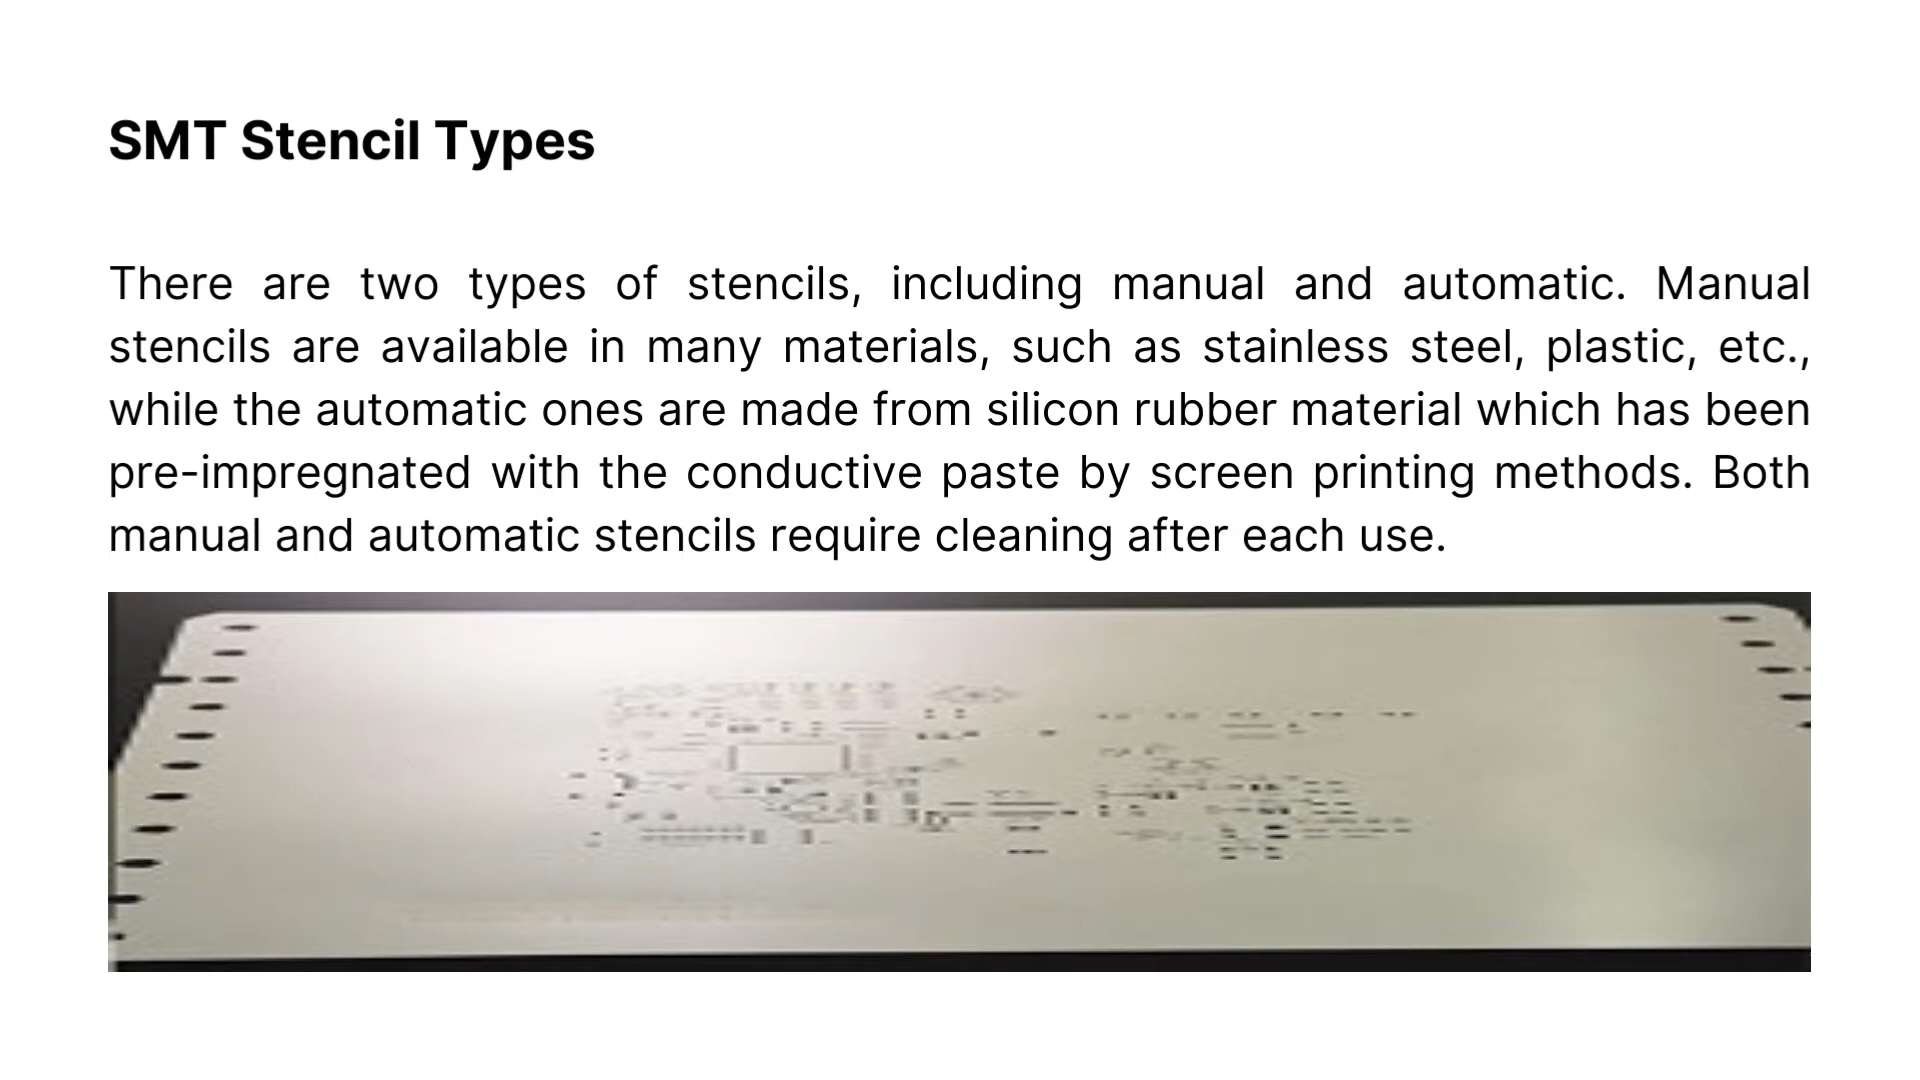 SMT Stencil Types
There are two types of stencils, including manual and automatic. Manual
stencils are available in many materials, such as stainless steel, plastic, etc.,
while the automatic ones are made from silicon rubber material which has been
pre-impregnated with the conductive paste by screen printing methods. Both
manual and automatic stencils require cleaning after each use.